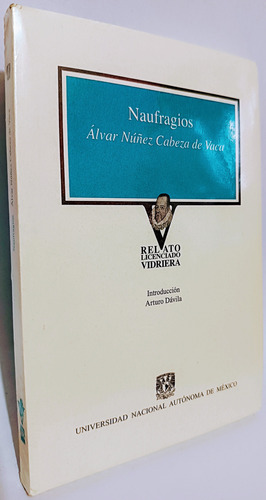 Naufragios
Álvar Núñez Cabeza de Vaca
RELATO
LICENCIADO
VIDRIERA
Introducción
Arturo Dávila
UNIVERSIDAD NACIONAL AUTÓNOMA DE MÉXICO